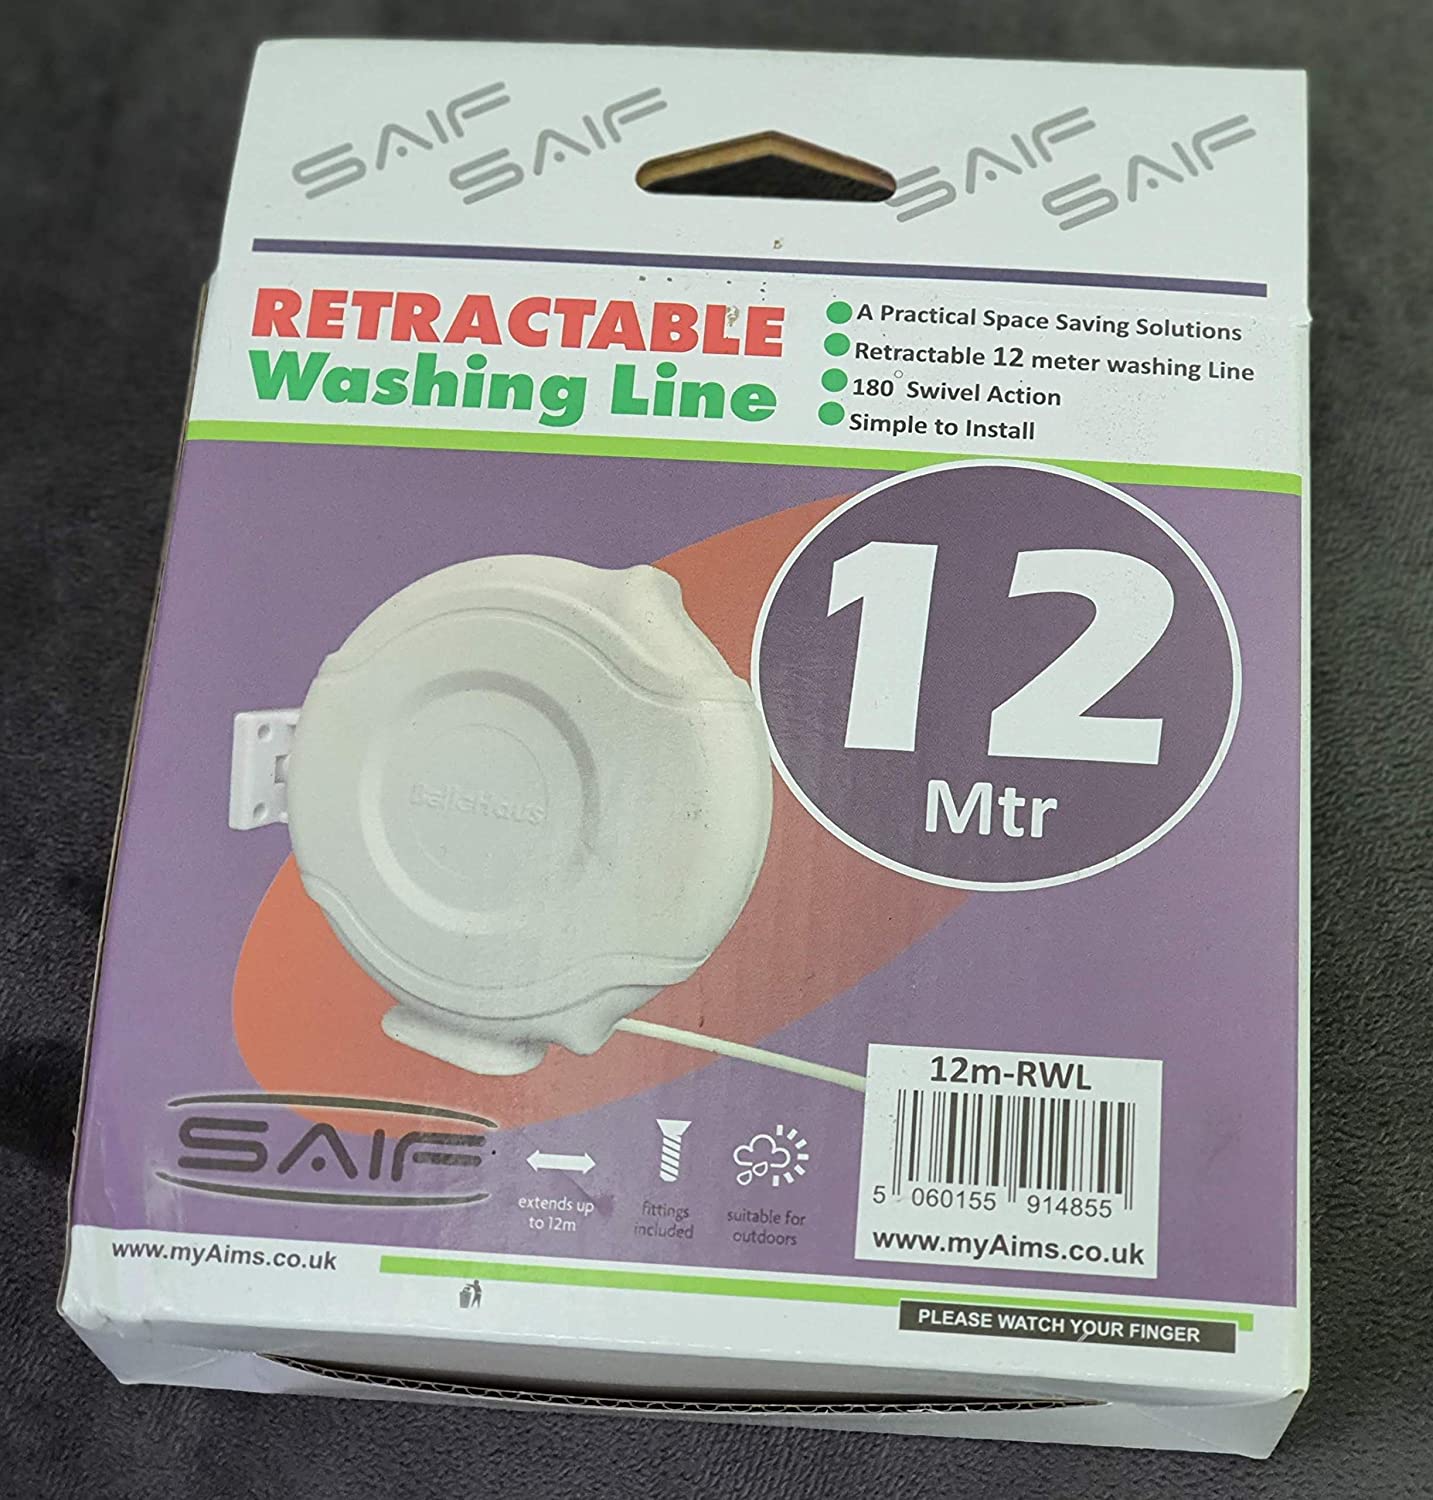 SAIF SAIF SAIF SAIF
RETRACTABLE
Washing Line
A Practical Space Saving Solutions
Retractable 12 meter washing Line
180° Swivel Action
Simple to Install
12
Mtr
SAIF
extends up
to 12m
fittings
included
suitable for
outdoors
12m-RWL
5 060155 914855
www.myAims.co.uk
www.myAims.co.uk
PLEASE WATCH YOUR FINGER